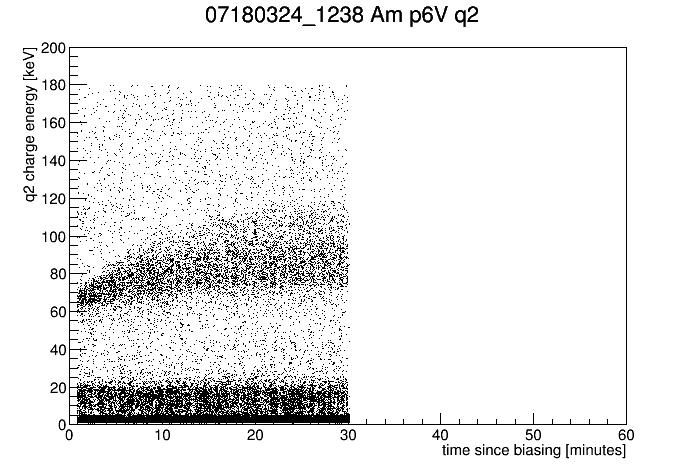 07180324_1238 Am p6V q2
q2 charge energy [keV]
200
180
160
140
120
100
80
60
40
20
0
0 10 20 30 40 50 60
time since biasing [minutes]